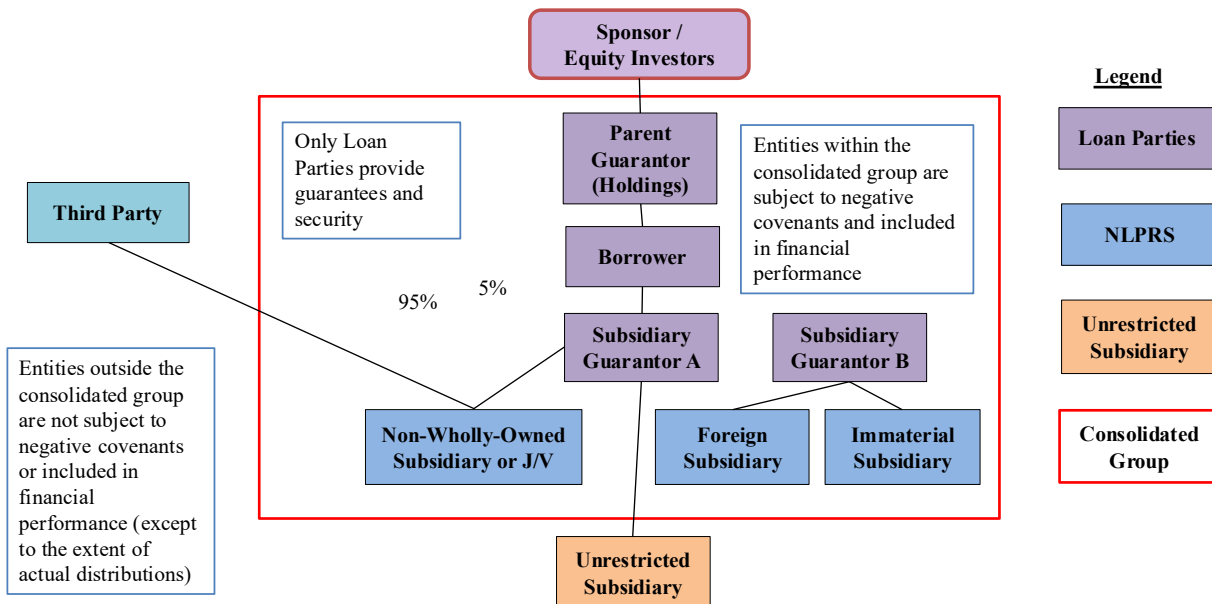 Sponsor /
Equity Investors
Legend
Only Loan
Parties provide
guarantees and
security
Parent
Guarantor
(Holdings)
Entities within the
consolidated group are
subject to negative
covenants and included
in financial
performance
Loan Parties
Third Party
NLPRS
Borrower
95%
5%
Subsidiary
Guarantor A
Subsidiary
Guarantor B
Unrestricted
Subsidiary
Entities outside the
consolidated group
are not subject to
negative covenants
or included in
financial
performance (except
to the extent of
actual distributions)
Non-Wholly-Owned
Subsidiary or J/V
Foreign
Subsidiary
Immaterial
Subsidiary
Consolidated
Group
Unrestricted
Subsidiary